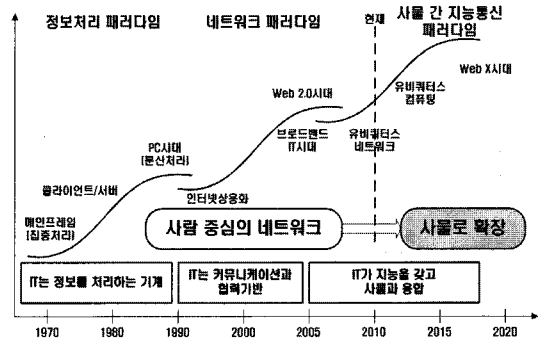 정보처리 패러다임
네트워크 패러다임
현재
사물 간 지능통신
패러다임
Web X시대
Web 2.0시대
유비쿼터스
컴퓨팅
브로드밴드
IT시대
유비쿼터스
네트워크
PC시대
[분산처리]
클라이언트/서버
인터넷상용화
메인프레임
[집중처리]
사람 중심의 네트워크
사물로 확장
IT는 정보를 처리하는 기계
IT는 커뮤니케이션과
협력기반
IT가 지능을 갖고
사물과 융합
1970
1980
1990
2000
2005
2010
2015
2020